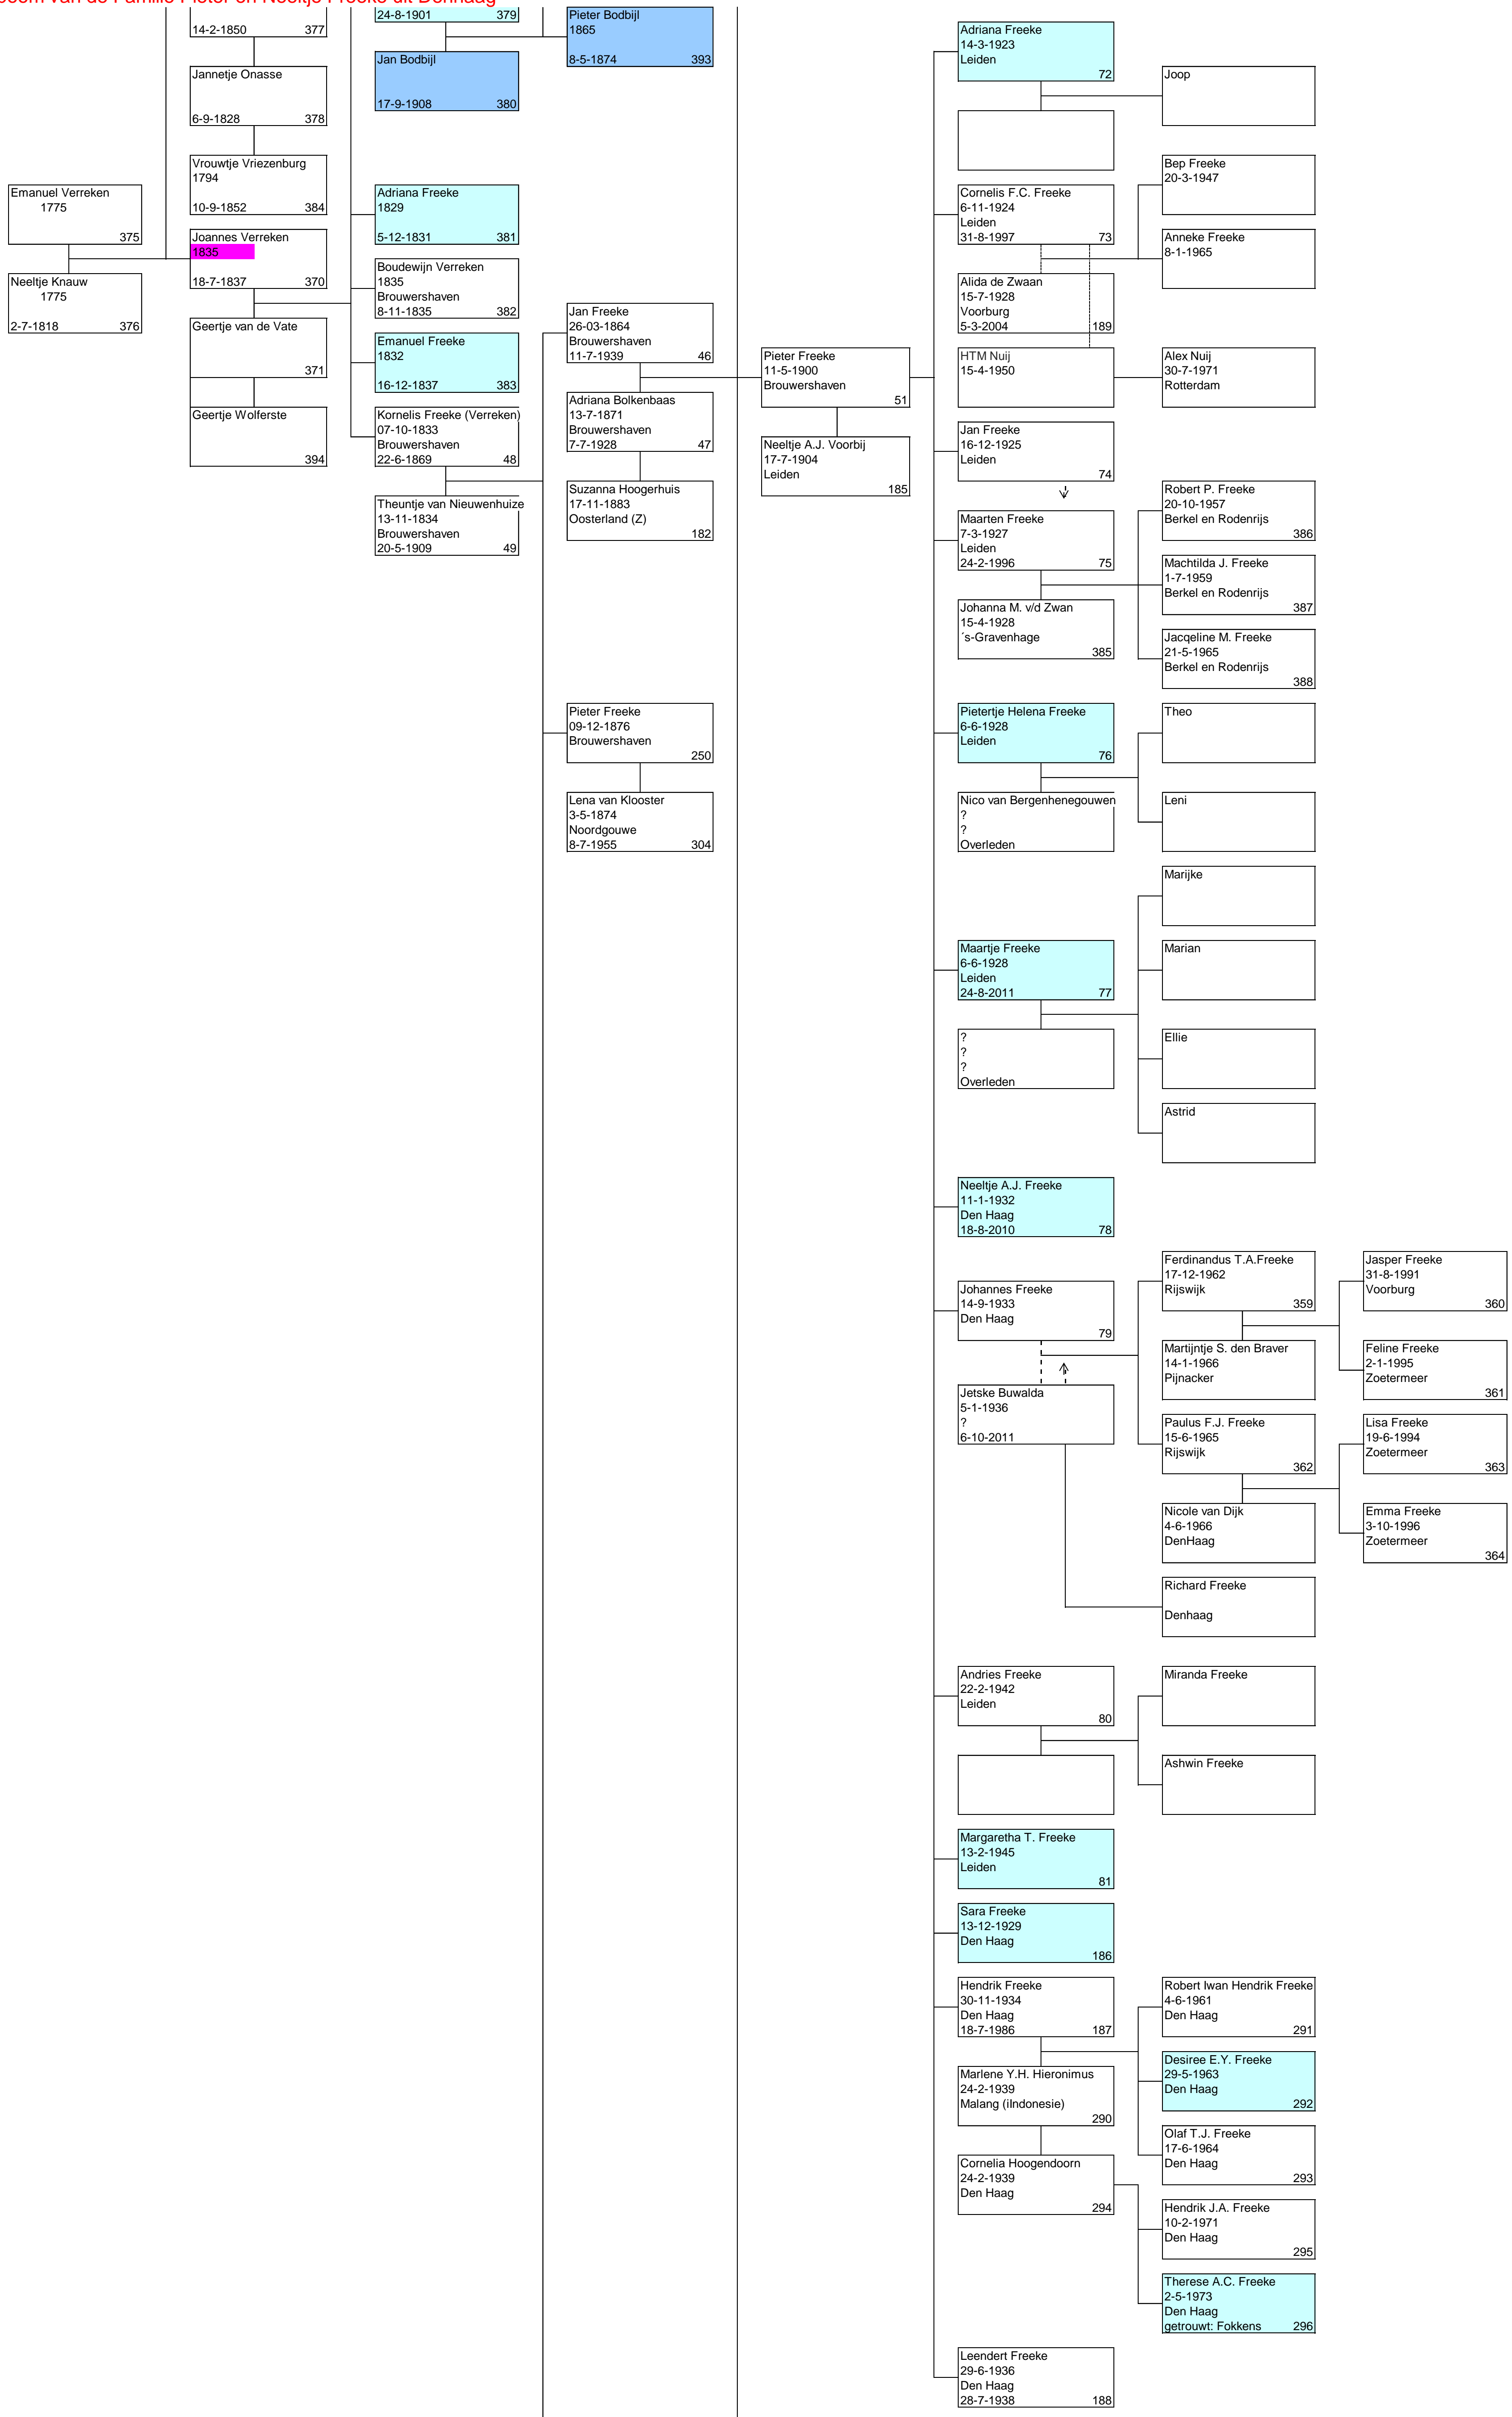 boom van de Familie Pieter en Neeltje Freeke uit Denhaag
14-2-1850 377
Jannetje Onasse
6-9-1828 378
Vrouwtje Vriezenburg
1794
10-9-1852 384
Emanuel Verreken
1775
375
Neeltje Knauw
1775
2-7-1818 376
Joannes Verreken
1835
18-7-1837 370
Geertje van de Vate
371
Geertje Wolferste
394
24-8-1901 379
Jan Bodbijl
17-9-1908 380
Pieter Bodbijl
1865
8-5-1874 393
Adriana Freeke
1829
5-12-1831 381
Boudewijn Verreken
1835
Brouwershaven
8-11-1835 382
Emanuel Freeke
1832
16-12-1837 383
Kornelis Freeke (Verreken)
07-10-1833
Brouwershaven
22-6-1869 48
Theuntje van Nieuwenhuize
13-11-1834
Brouwershaven
20-5-1909 49
Jan Freeke
26-03-1864
Brouwershaven
11-7-1939 46
Adriana Bolkenbaas
13-7-1871
Brouwershaven
7-7-1928 47
Suzanna Hoogerhuis
17-11-1883
Oosterland (Z)
182
Pieter Freeke
09-12-1876
Brouwershaven
250
Lena van Klooster
3-5-1874
Noordgouwe
8-7-1955 304
Pieter Freeke
11-5-1900
Brouwershaven
51
Neeltje A.J. Voorbij
17-7-1904
Leiden
185
Adriana Freeke
14-3-1923
Leiden
72
Joop
Cornelis F.C. Freeke
6-11-1924
Leiden
31-8-1997 73
Bep Freeke
20-3-1947
Anneke Freeke
8-1-1965
Alida de Zwaan
15-7-1928
Voorburg
5-3-2004 189
HTM Nuij
15-4-1950
Alex Nuij
30-7-1971
Rotterdam
Jan Freeke
16-12-1925
Leiden
74
Maarten Freeke
7-3-1927
Leiden
24-2-1996 75
Johanna M. v/d Zwan
15-4-1928
´s-Gravenhage
385
Robert P. Freeke
20-10-1957
Berkel en Rodenrijs
386
Machtilda J. Freeke
1-7-1959
Berkel en Rodenrijs
387
Jacqeline M. Freeke
21-5-1965
Berkel en Rodenrijs
388
Pietertje Helena Freeke
6-6-1928
Leiden
76
Nico van Bergenhenegouwen
?
?
Overleden
Theo
Leni
Maartje Freeke
6-6-1928
Leiden
24-8-2011 77
?
?
?
Overleden
Marijke
Marian
Ellie
Astrid
Neeltje A.J. Freeke
11-1-1932
Den Haag
18-8-2010 78
Johannes Freeke
14-9-1933
Den Haag
79
Jetske Buwalda
5-1-1936
?
6-10-2011
Ferdinandus T.A.Freeke
17-12-1962
Rijswijk
359
Martijntje S. den Braver
14-1-1966
Pijnacker
Jasper Freeke
31-8-1991
Voorburg
360
Feline Freeke
2-1-1995
Zoetermeer
361
Paulus F.J. Freeke
15-6-1965
Rijswijk
362
Nicole van Dijk
4-6-1966
DenHaag
Lisa Freeke
19-6-1994
Zoetermeer
363
Emma Freeke
3-10-1996
Zoetermeer
364
Richard Freeke
Denhaag
Andries Freeke
22-2-1942
Leiden
80
Miranda Freeke
Ashwin Freeke
Margaretha T. Freeke
13-2-1945
Leiden
81
Sara Freeke
13-12-1929
Den Haag
186
Hendrik Freeke
30-11-1934
Den Haag
18-7-1986 187
Marlene Y.H. Hieronimus
24-2-1939
Malang (iIndonesie)
290
Cornelia Hoogendoorn
24-2-1939
Den Haag
294
Robert Iwan Hendrik Freeke
4-6-1961
Den Haag
291
Desiree E.Y. Freeke
29-5-1963
Den Haag
292
Olaf T.J. Freeke
17-6-1964
Den Haag
293
Hendrik J.A. Freeke
10-2-1971
Den Haag
295
Therese A.C. Freeke
2-5-1973
Den Haag
getrouwt: Fokkens 296
Leendert Freeke
29-6-1936
Den Haag
28-7-1938 188